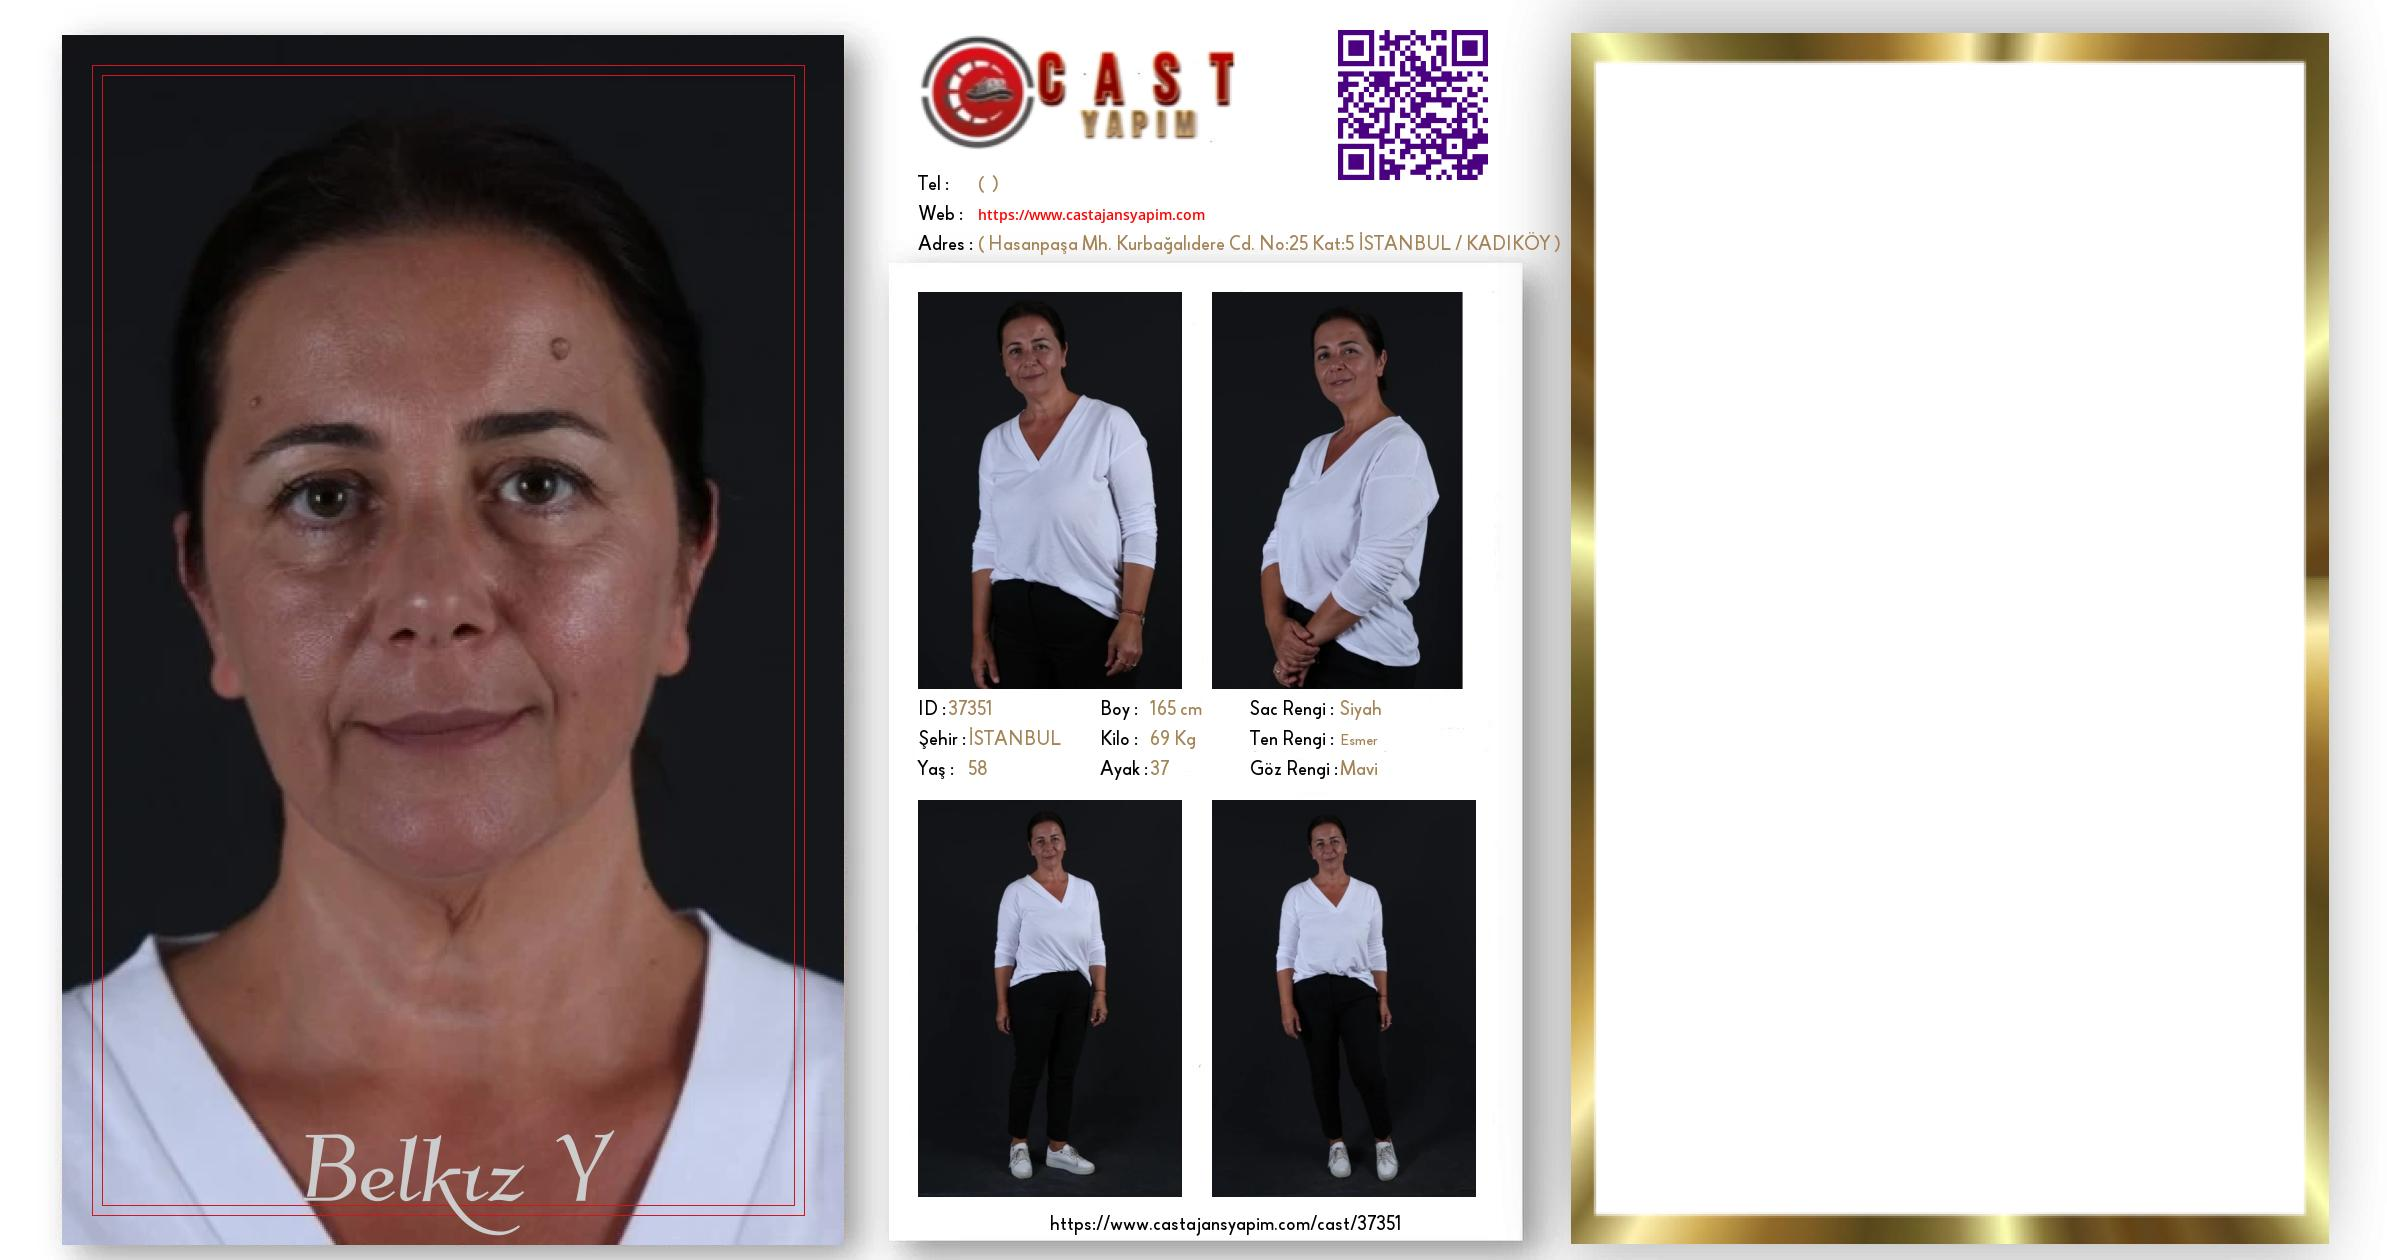 Belkız Y
CAST
YAPIM
Tel : ( )
Web : https://www.castajansyapim.com
Adres : ( Hasanpaşa Mh. Kurbağalıdere Cd. No:25 Kat:5 İSTANBUL / KADIKÖY )
ID : 37351 Boy : 165 cm Sac Rengi : Siyah
Şehir : İSTANBUL Kilo : 69 Kg Ten Rengi : Esmer
Yaş : 58 Ayak : 37 Göz Rengi : Mavi
https://www.castajansyapim.com/cast/37351